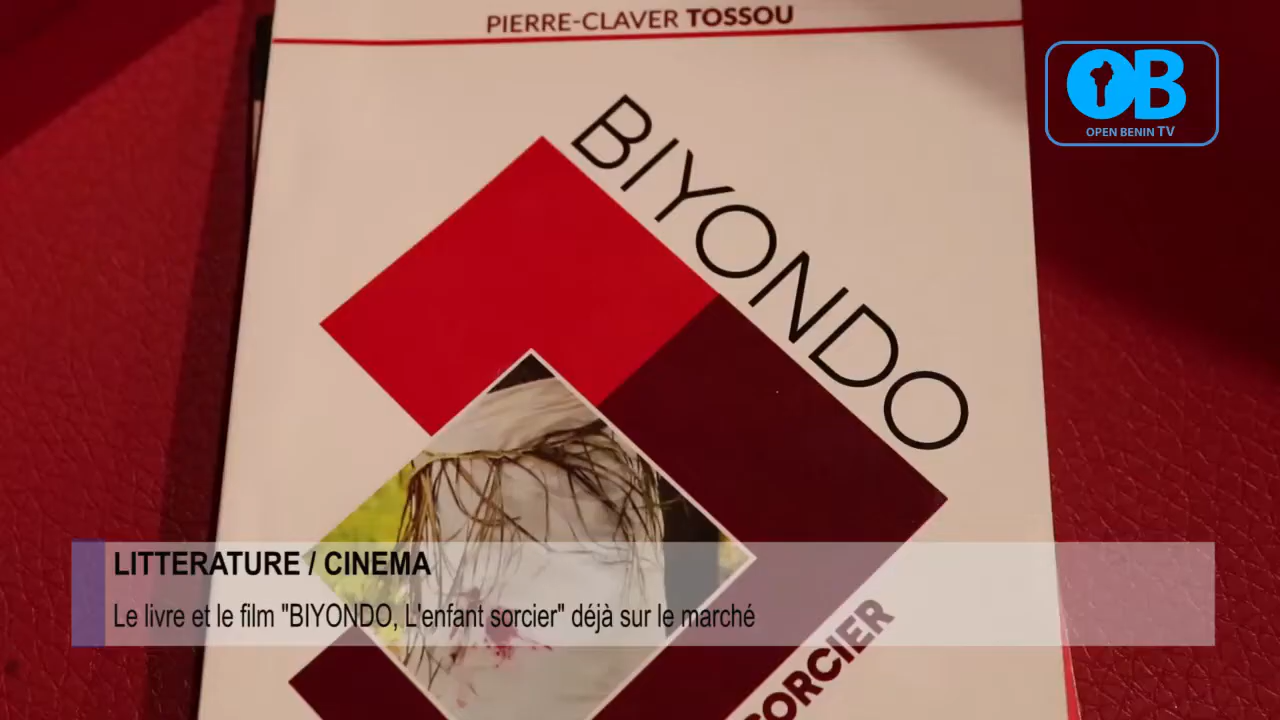 PIERRE-CLAVER TOSSOU
BIYONDO
OB
OPEN BENIN TV
LITTERATURE / CINEMA
Le livre et le film "BIYONDO, L'enfant sorcier" déjà sur le marché
SORCIER